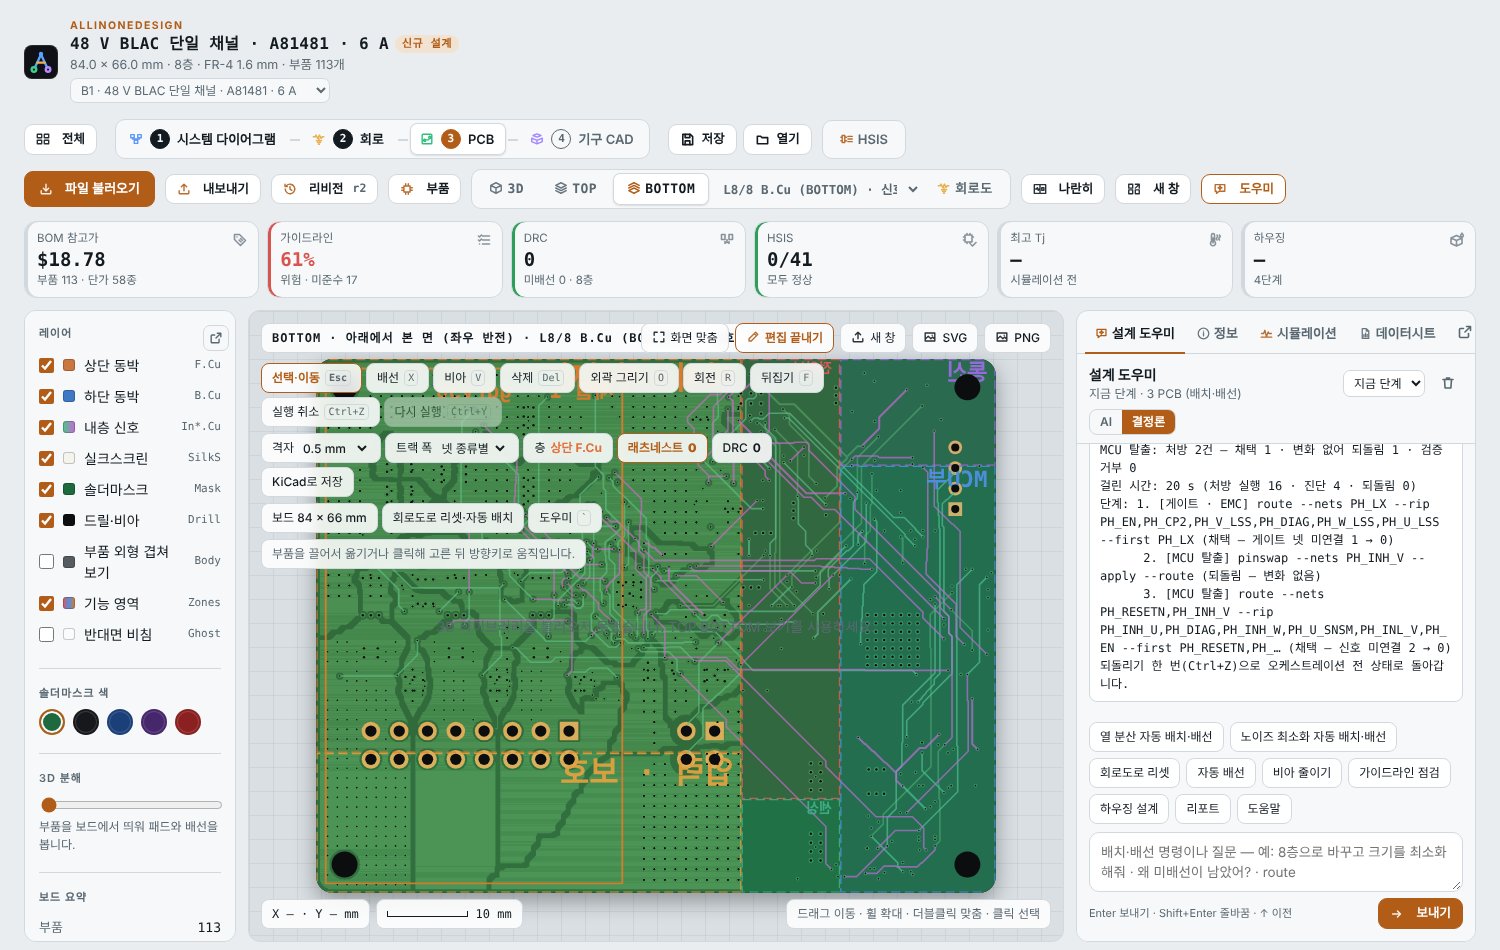 ALLINONEDESIGN
48 V BLAC 단일 채널 · A81481 · 6 A 신규 설계
84.0 × 66.0 mm · 8층 · FR-4 1.6 mm · 부품 113개
B1 · 48 V BLAC 단일 채널 · A81481 · 6 A
전체
1 시스템 다이어그램
2 회로
3 PCB
4 기구 CAD
저장
열기
HSIS
파일 불러오기
내보내기
리비전 r2
부품
3D
TOP
BOTTOM
L8/8 B.Cu (BOTTOM) ·
회로도
나란히
새 창
도우미
BOM 참고가
$18.78
부품 113 · 단가 58종
가이드라인
61%
위험 · 미준수 17
DRC
0
미배선 0 · 8층
HSIS
0/41
모두 정상
최고 Tj
—
시뮬레이션 전
하우징
—
4단계
레이어
상단 동박 F.Cu
하단 동박 B.Cu
내층 신호 In*.Cu
실크스크린 SilkS
솔더마스크 Mask
드릴·비아 Drill
부품 외형 겹쳐 보기 Body
기능 영역 Zones
반대면 비침 Ghost
솔더마스크 색
3D 분해
부품을 보드에서 띄워 패드와 배선을
봅니다.
보드 요약
부품 113
BOTTOM · 아래에서 본 면 (좌우 반전) · L8/8 B.Cu
화면 맞춤
편집 끝내기
새 창
SVG
PNG
선택·이동 Esc
배선 X
비아 V
삭제 Del
외곽 그리기 O
회전 R
뒤집기 F
실행 취소 Ctrl+Z
다시 실행 Ctrl+Y
격자 0.5 mm
트랙 폭 넷 종류별
층 상단 F.Cu
래츠네스트 0
DRC 0
KiCad로 저장
보드 84 × 66 mm
회로도로 리셋·자동 배치
도우미 `
부품을 끌어서 옮기거나 클릭해 고른 뒤 방향키로 움직입니다.
통신
MCU부
입력 · 보호
센싱
X — · Y — mm
10 mm
드래그 이동 · 휠 확대 · 더블클릭 맞춤 · 클릭 선택
설계 도우미
정보
시뮬레이션
데이터시트
설계 도우미
지금 단계 · 3 PCB (배치·배선)
지금 단계
AI
결정론
MCU 탈출: 처방 2건 — 채택 1 · 변화 없어 되돌림 1 · 검증
거부 0
걸린 시간: 20 s (처방 실행 16 · 진단 4 · 되돌림 0)
단계: 1. [게이트 · EMC] route --nets PH_LX --rip
PH_EN,PH_CP2,PH_V_LSS,PH_DIAG,PH_W_LSS,PH_U_LSS
--first PH_LX (채택 — 게이트 넷 미연결 1 → 0)
2. [MCU 탈출] pinswap --nets PH_INH_V --
apply --route (되돌림 — 변화 없음)
3. [MCU 탈출] route --nets
PH_RESETN,PH_INH_V --rip
PH_INH_U,PH_DIAG,PH_INH_W,PH_U_SNSM,PH_INL_V,PH_
EN --first PH_RESETN,PH_… (채택 — 신호 미연결 2 → 0)
되돌리기 한 번(Ctrl+Z)으로 오케스트레이션 전 상태로 돌아갑
니다.
열 분산 자동 배치·배선
노이즈 최소화 자동 배치·배선
회로도로 리셋
자동 배선
비아 줄이기
가이드라인 점검
하우징 설계
리포트
도움말
배치·배선 명령이나 질문 — 예: 8층으로 바꾸고 크기를 최소화
해줘 · 왜 미배선이 남았어? · route
Enter 보내기 · Shift+Enter 줄바꿈 · ↑ 이전
보내기